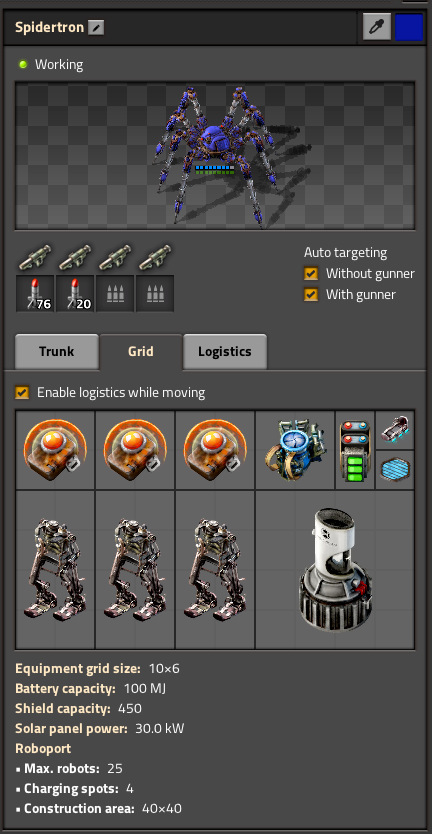 Spidertron
Working
Auto targeting
Without gunner
With gunner
76 20
Trunk Grid Logistics
Enable logistics while moving
Equipment grid size: 10×6
Battery capacity: 100 MJ
Shield capacity: 450
Solar panel power: 30.0 kW
Roboport
• Max. robots: 25
• Charging spots: 4
• Construction area: 40×40